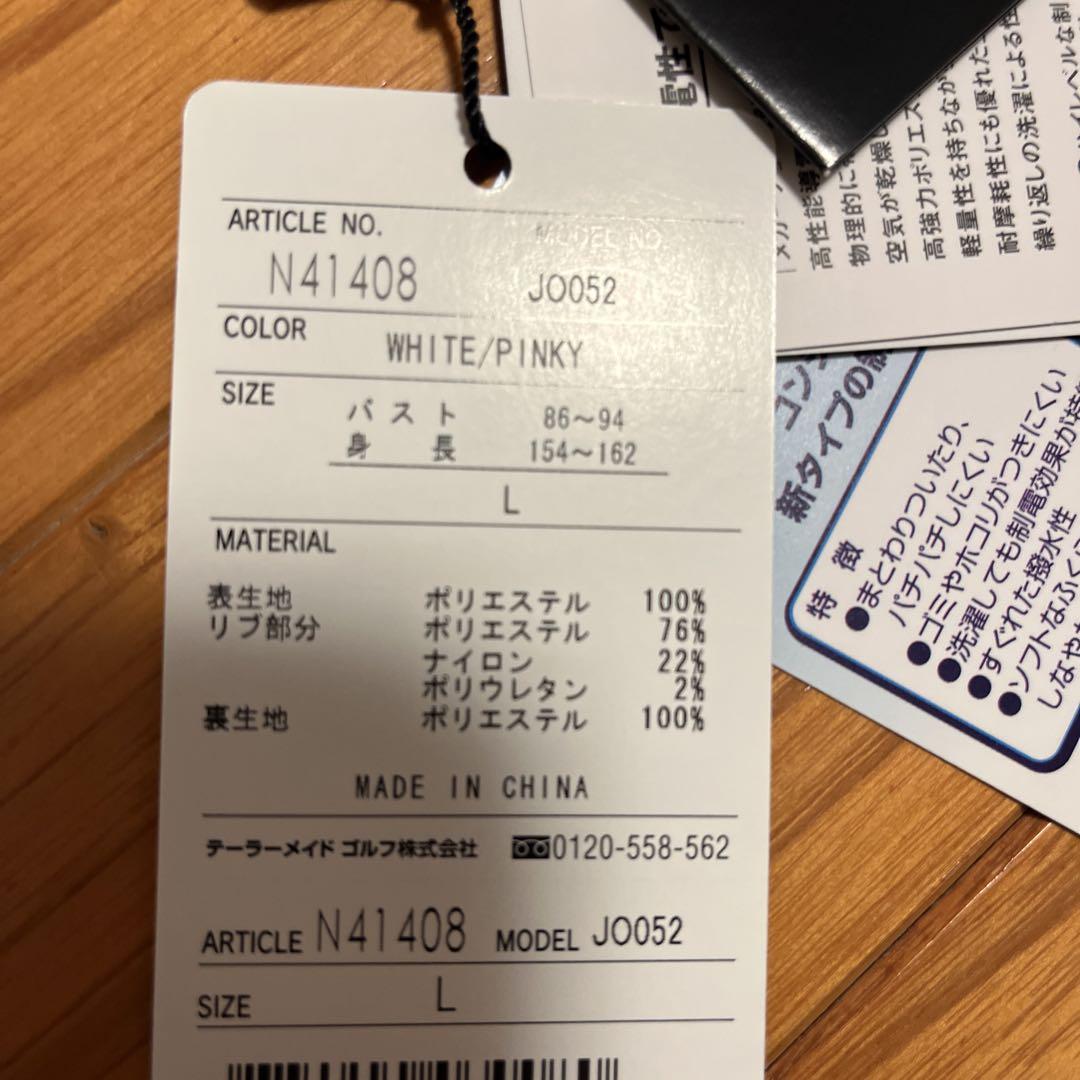 ARTICLE NO. MODEL NO.
N41408 JO052
COLOR WHITE/PINKY
SIZE
バスト 86~94
身長 154~162
L
MATERIAL
表生地 ポリエステル 100%
リブ部分 ポリエステル 76%
ナイロン 22%
ポリウレタン 2%
裏生地 ポリエステル 100%
MADE IN CHINA
テーラーメイド ゴルフ株式会社 0120-558-562
ARTICLE N41408 MODEL JO052
SIZE L
電性
高性能
物理的に
空気が乾燥
高強力ポリエス
軽量性を持ちなが
耐摩耗性にも優れた
繰り返しの洗濯による性
新タイプの
特徴
●まとわりついたり、
パチパチしにくい
●ゴミやホコリがつきにくい
●洗濯しても制電効果が
●すぐれた撥水性
●ソフトなふく
しなや